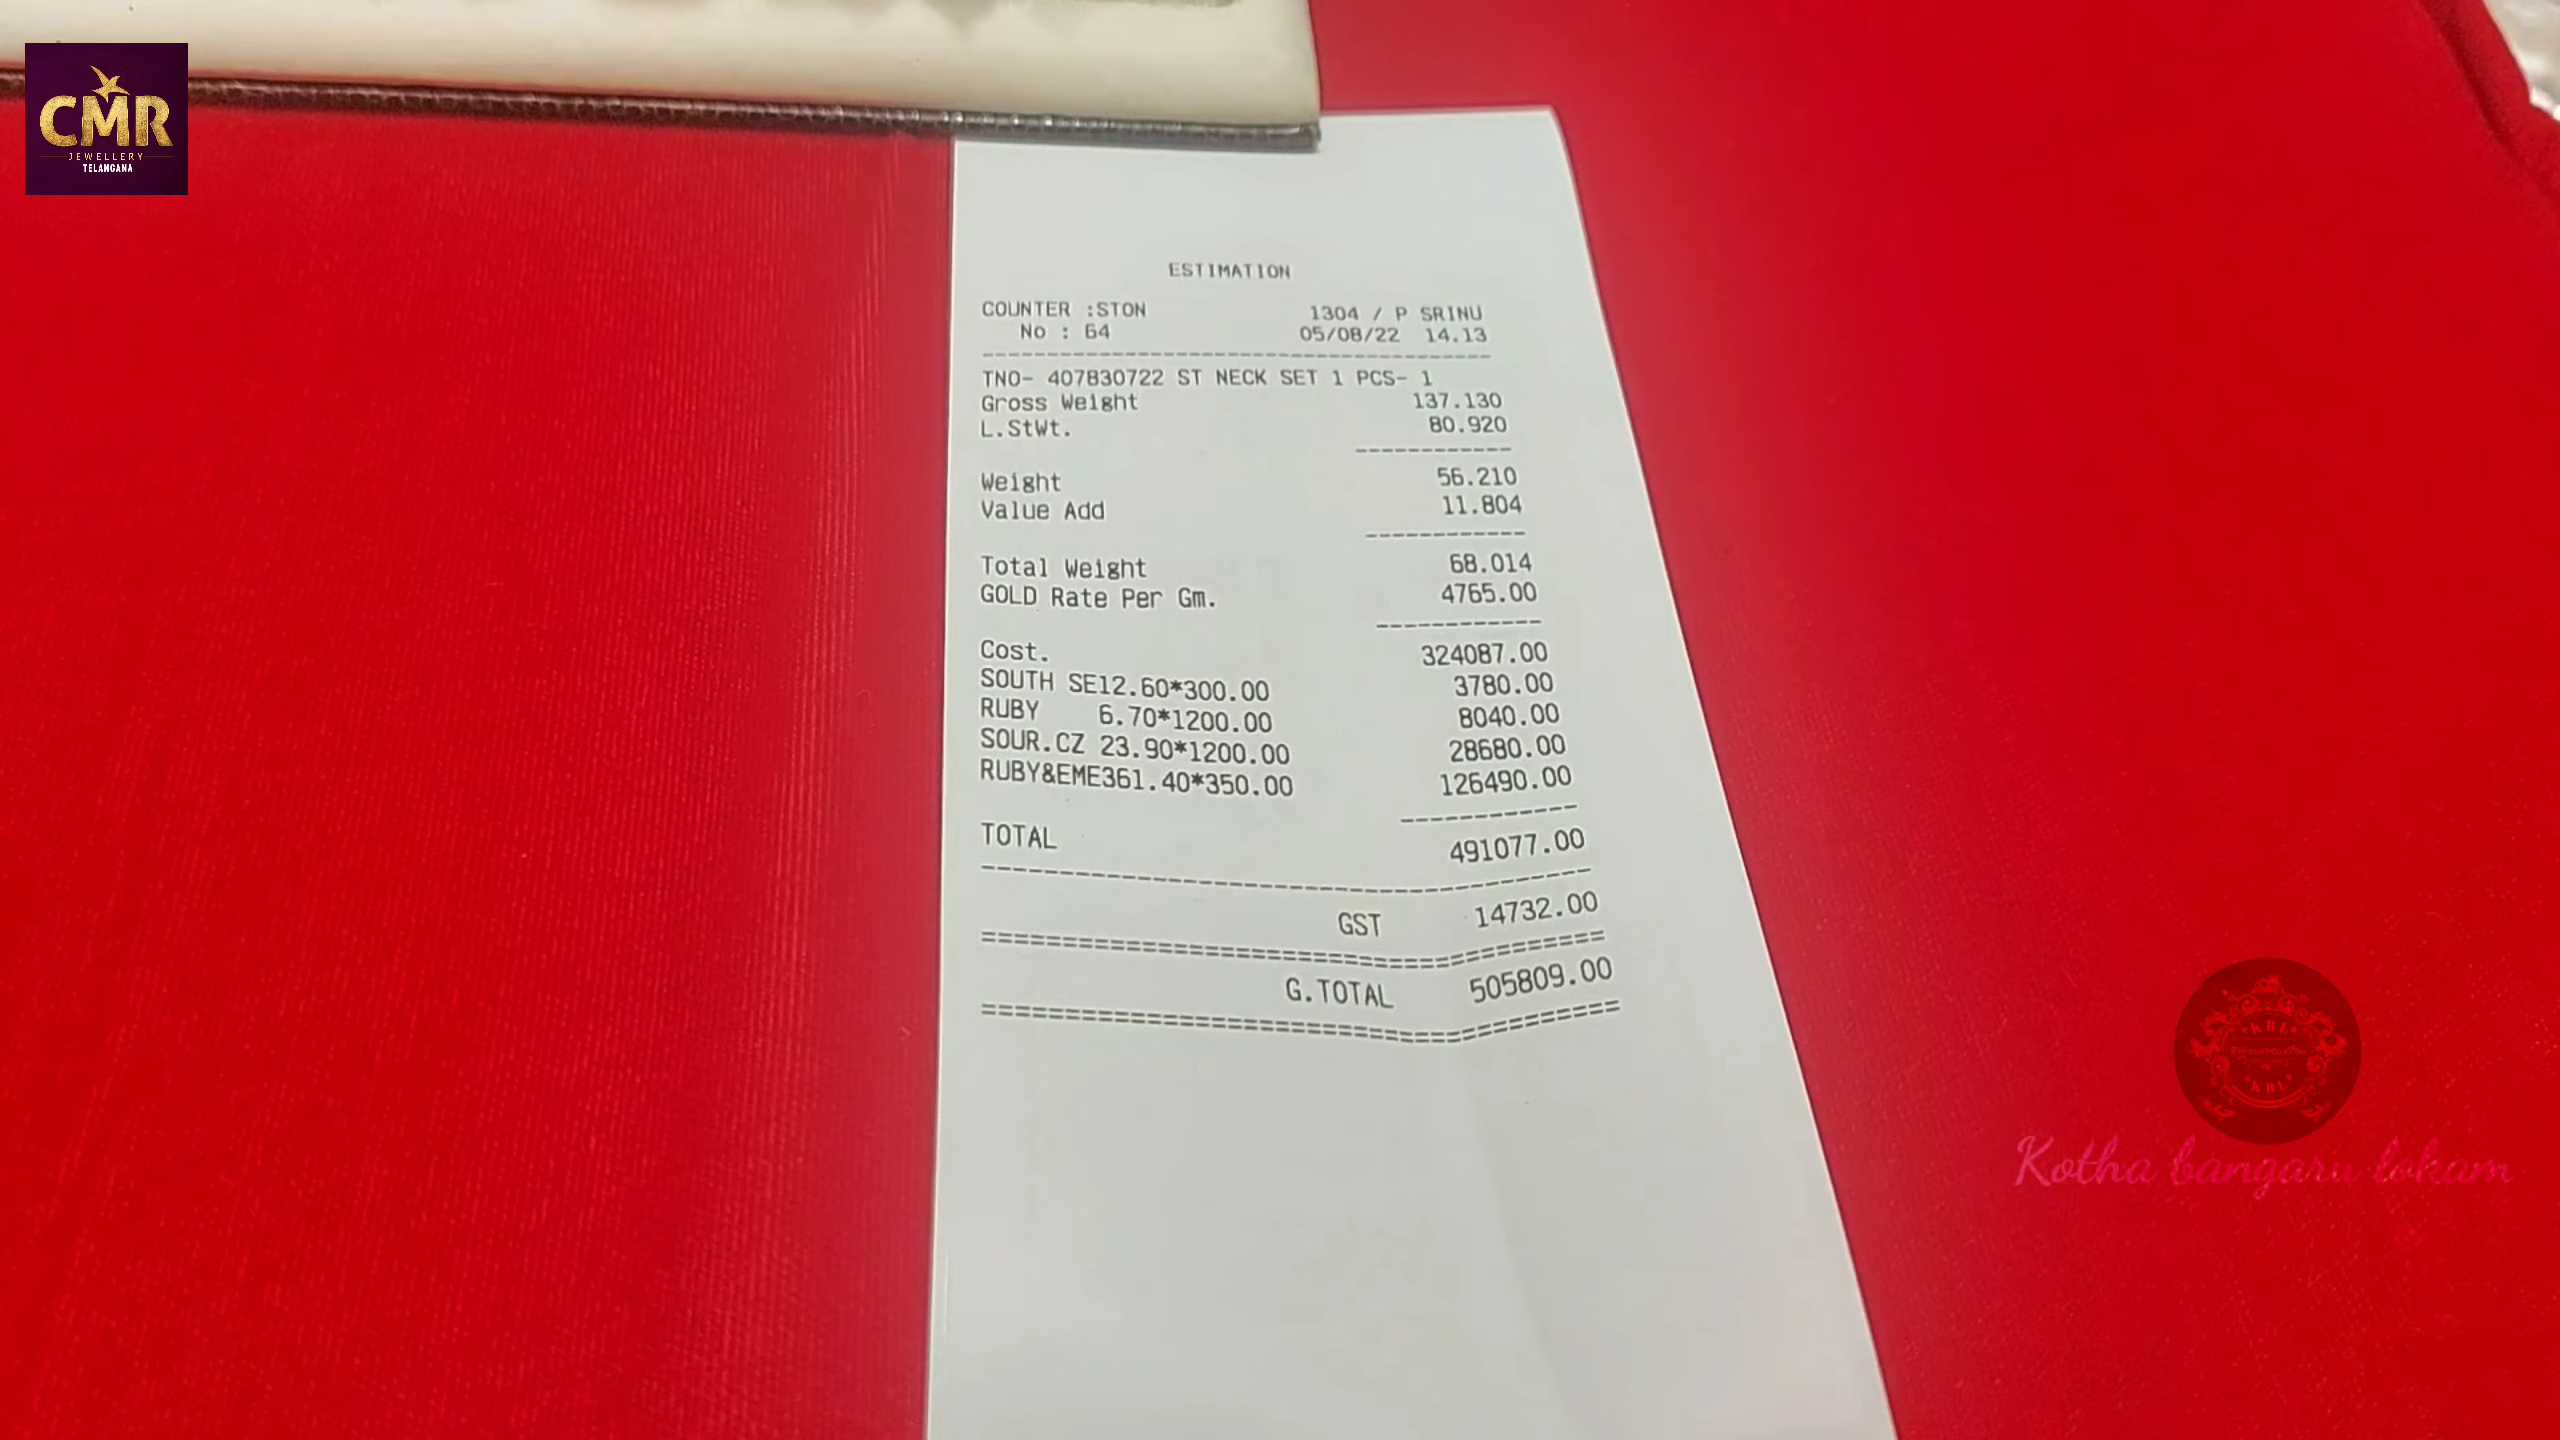 CMR
JEWELLERY
TELANGANA
ESTIMATION
COUNTER :STON 1304 / P SRINU
No : 64 05/08/22 14.13
TNO- 407830722 ST NECK SET 1 PCS- 1
Gross Weight 137.130
L.StWt. 80.920
Weight 56.210
Value Add 11.804
Total Weight 68.014
GOLD Rate Per Gm. 4765.00
Cost. 324087.00
SOUTH SE12.60*300.00 3780.00
RUBY 6.70*1200.00 8040.00
SOUR.CZ 23.90*1200.00 28680.00
RUBY&EME361.40*350.00 126490.00
TOTAL 491077.00
GST 14732.00
G.TOTAL 505809.00
KBL
KBL
Kotha bangaru lokam